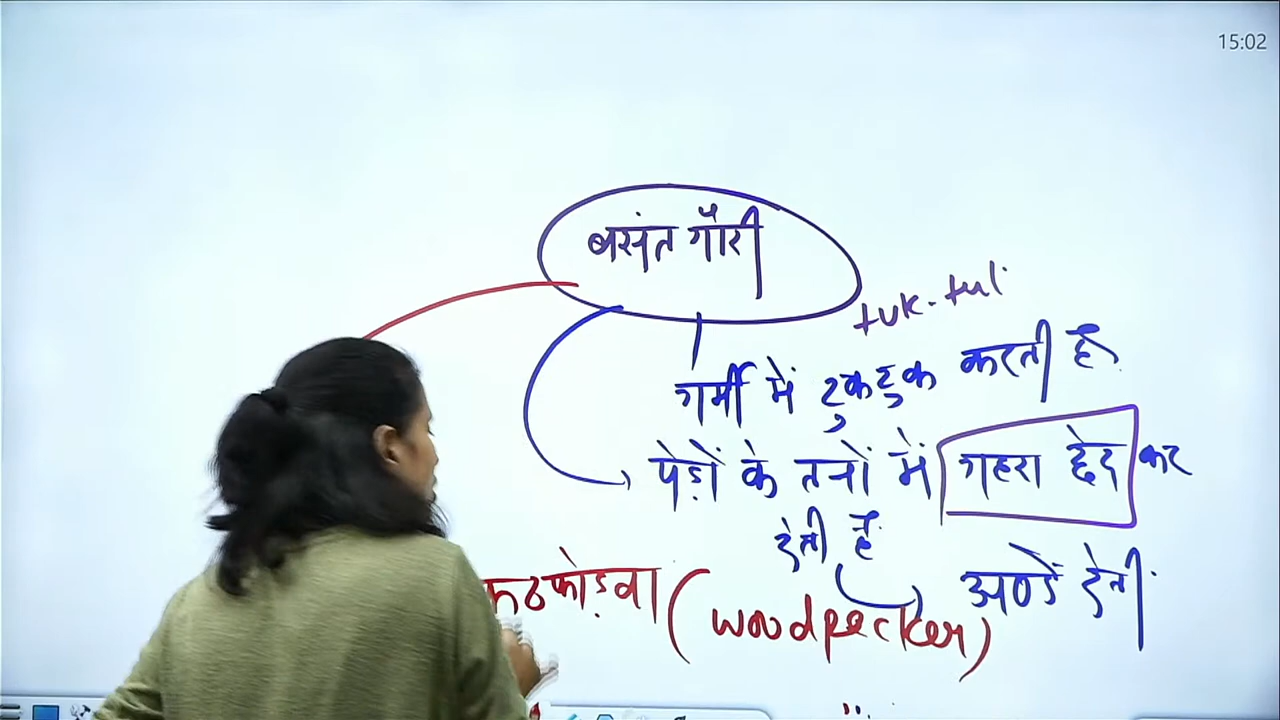 15:02
बसंत गौरी
tuk-tuk
गर्मी में टुकटुक करती है
पेड़ों के तनों में गहरा छेद कर
देती है
अण्डें देती
कठफोड़वा (woodpecker)